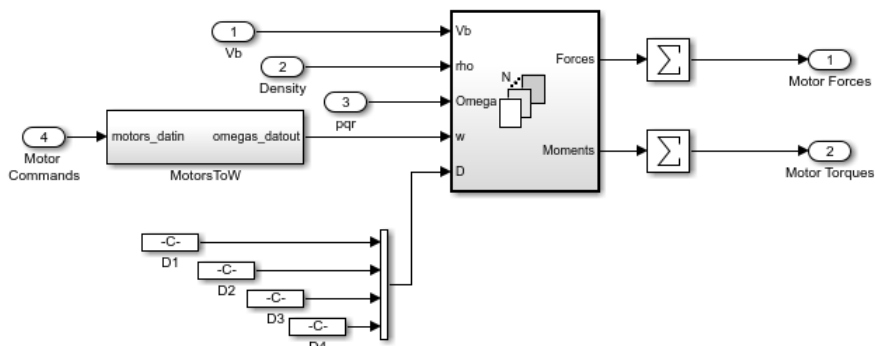 1
Vb
2
Density
3
pqr
4
Motor
Commands
motors_datin
omegas_datout
MotorsToW
Vb
rho
Omega
w
D
N
Forces
Moments
Σ
Σ
1
Motor Forces
2
Motor Torques
-C-
D1
-C-
D2
-C-
D3
-C-
D4